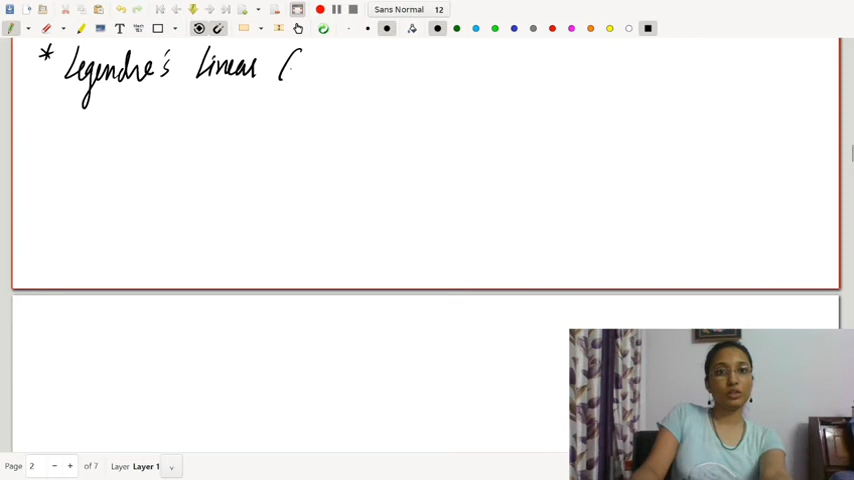 Sans Normal 12
* Legendre's Linear (
Page 2 - + of 7 Layer Layer 1